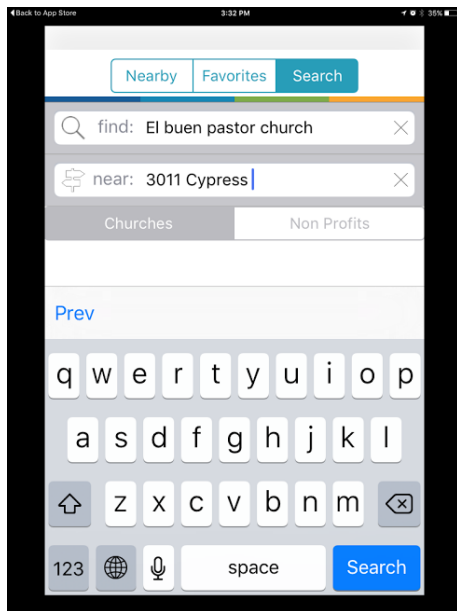 Back to App Store 3:32 PM 35%
Nearby Favorites Search
find: El buen pastor church
near: 3011 Cypress
Churches Non Profits
Prev
q w e r t y u i o p
a s d f g h j k l
z x c v b n m
123 space Search